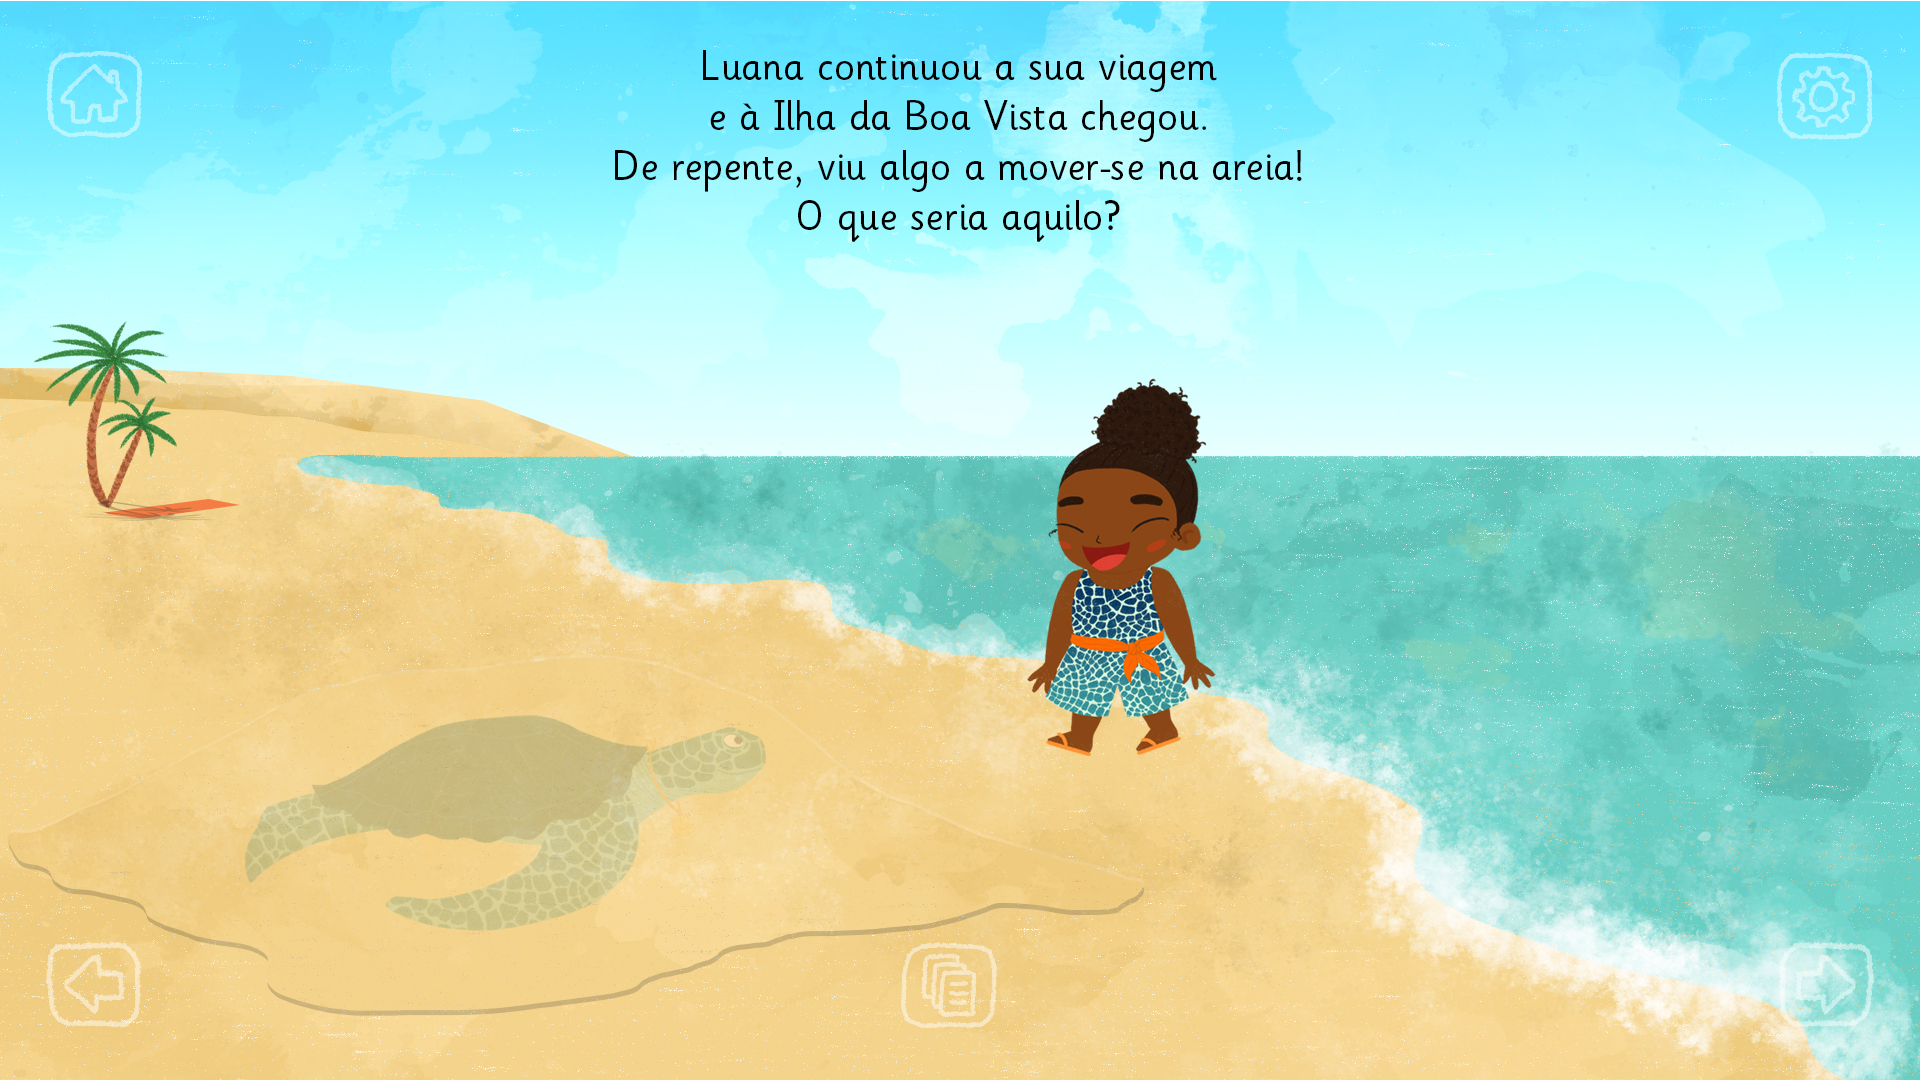 Luana continuou a sua viagem
e à Ilha da Boa Vista chegou.
De repente, viu algo a mover-se na areia!
O que seria aquilo?